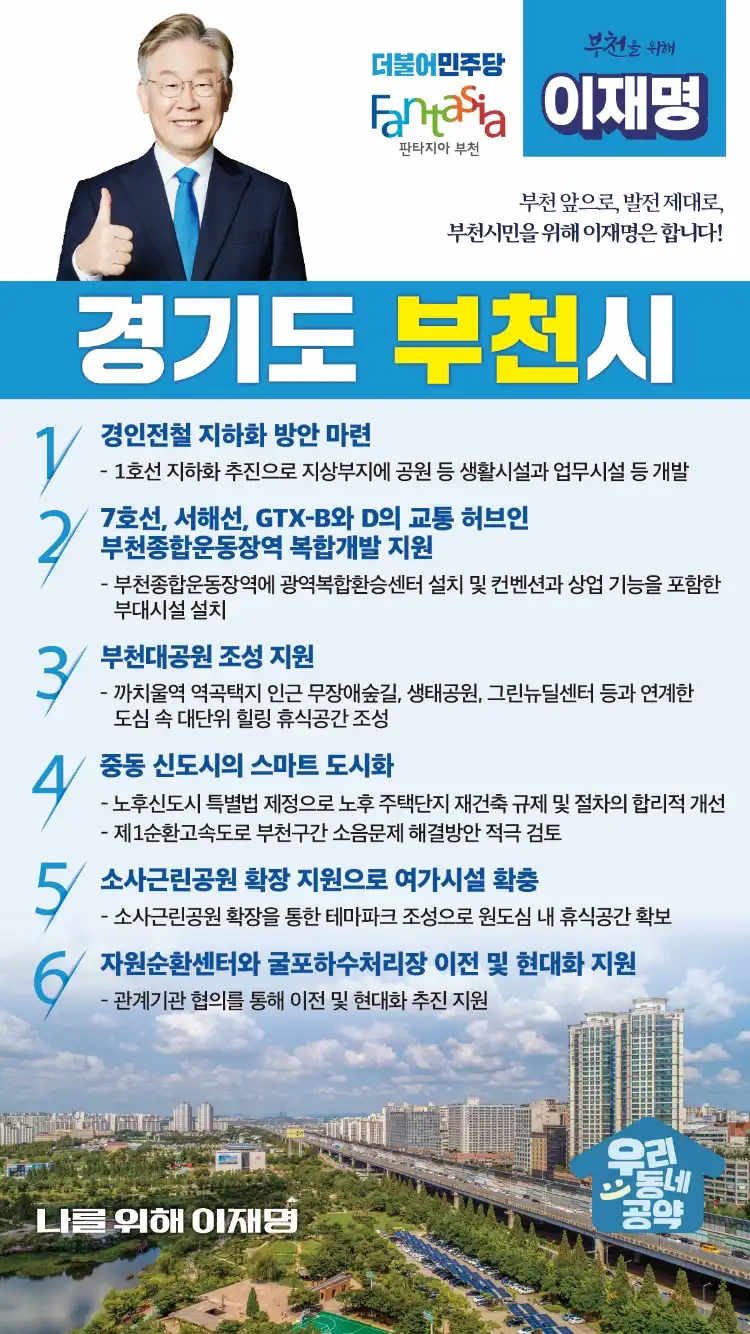 더불어민주당
Fantasia
판타지아 부천
부천을 위해
이재명
부천 앞으로, 발전 제대로,
부천시민을 위해 이재명은 합니다!
경기도 부천시
1 경인전철 지하화 방안 마련
- 1호선 지하화 추진으로 지상부지에 공원 등 생활시설과 업무시설 등 개발
2 7호선, 서해선, GTX-B와 D의 교통 허브인
부천종합운동장역 복합개발 지원
- 부천종합운동장역에 광역복합환승센터 설치 및 컨벤션과 상업 기능을 포함한
부대시설 설치
3 부천대공원 조성 지원
- 까치울역 역곡택지 인근 무장애숲길, 생태공원, 그린뉴딜센터 등과 연계한
도심 속 대단위 힐링 휴식공간 조성
4 중동 신도시의 스마트 도시화
- 노후신도시 특별법 제정으로 노후 주택단지 재건축 규제 및 절차의 합리적 개선
- 제1순환고속도로 부천구간 소음문제 해결방안 적극 검토
5 소사근린공원 확장 지원으로 여가시설 확충
- 소사근린공원 확장을 통한 테마파크 조성으로 원도심 내 휴식공간 확보
6 자원순환센터와 굴포하수처리장 이전 및 현대화 지원
- 관계기관 협의를 통해 이전 및 현대화 추진 지원
나를 위해 이재명
우리
동네
공약